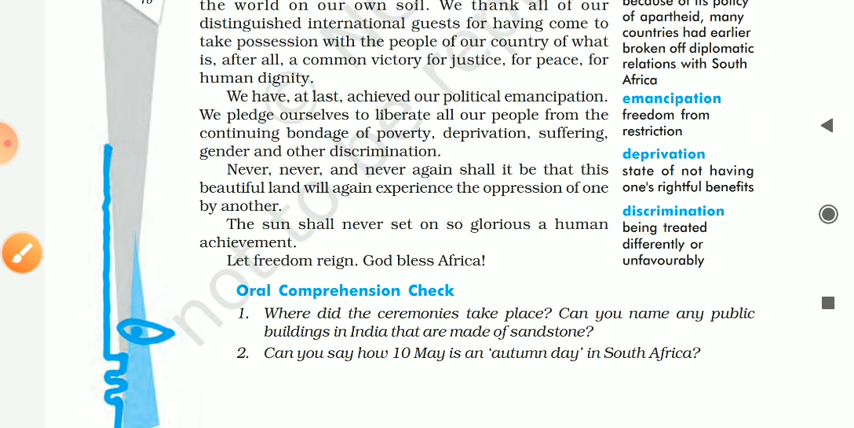 the world on our own soil. We thank all of our
distinguished international guests for having come to
take possession with the people of our country of what
is, after all, a common victory for justice, for peace, for
human dignity.
We have, at last, achieved our political emancipation.
We pledge ourselves to liberate all our people from the
continuing bondage of poverty, deprivation, suffering,
gender and other discrimination.
Never, never, and never again shall it be that this
beautiful land will again experience the oppression of one
by another.
The sun shall never set on so glorious a human
achievement.
Let freedom reign. God bless Africa!
because of its policy
of apartheid, many
countries had earlier
broken off diplomatic
relations with South
Africa
emancipation
freedom from
restriction
deprivation
state of not having
one's rightful benefits
discrimination
being treated
differently or
unfavourably
Oral Comprehension Check
1. Where did the ceremonies take place? Can you name any public
buildings in India that are made of sandstone?
2. Can you say how 10 May is an ‘autumn day’ in South Africa?
not to be rep